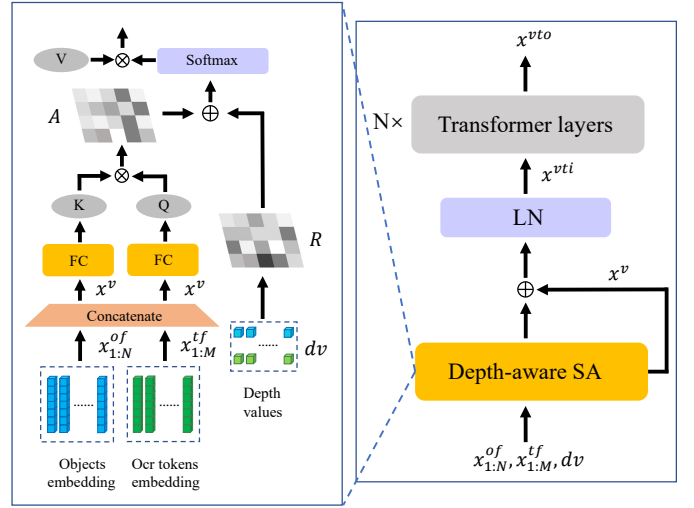 V
Softmax
A
K
Q
R
FC
FC
x^v
x^v
Concatenate
x^{of}_{1:N}
x^{tf}_{1:M}
......
dv
......
......
Depth
values
Objects
embedding
Ocr tokens
embedding
x^{vto}
N×
Transformer layers
x^{vti}
LN
x^v
Depth-aware SA
x^{of}_{1:N}, x^{tf}_{1:M}, dv